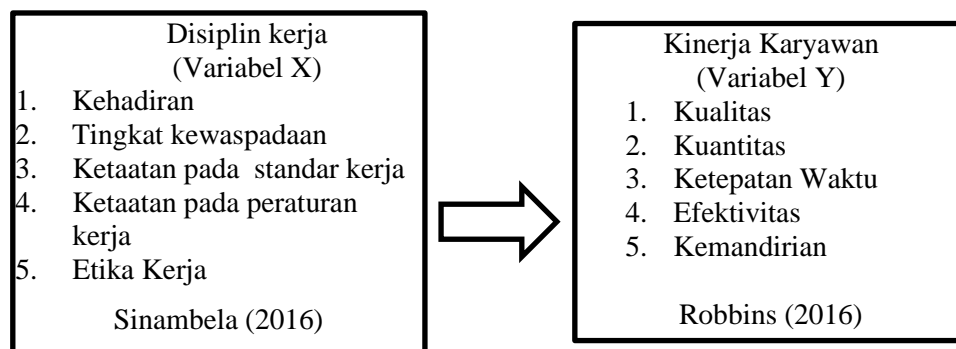 Disiplin kerja
(Variabel X)
1. Kehadiran
2. Tingkat kewaspadaan
3. Ketaatan pada standar kerja
4. Ketaatan pada peraturan
kerja
5. Etika Kerja
Sinambela (2016)
Kinerja Karyawan
(Variabel Y)
1. Kualitas
2. Kuantitas
3. Ketepatan Waktu
4. Efektivitas
5. Kemandirian
Robbins (2016)